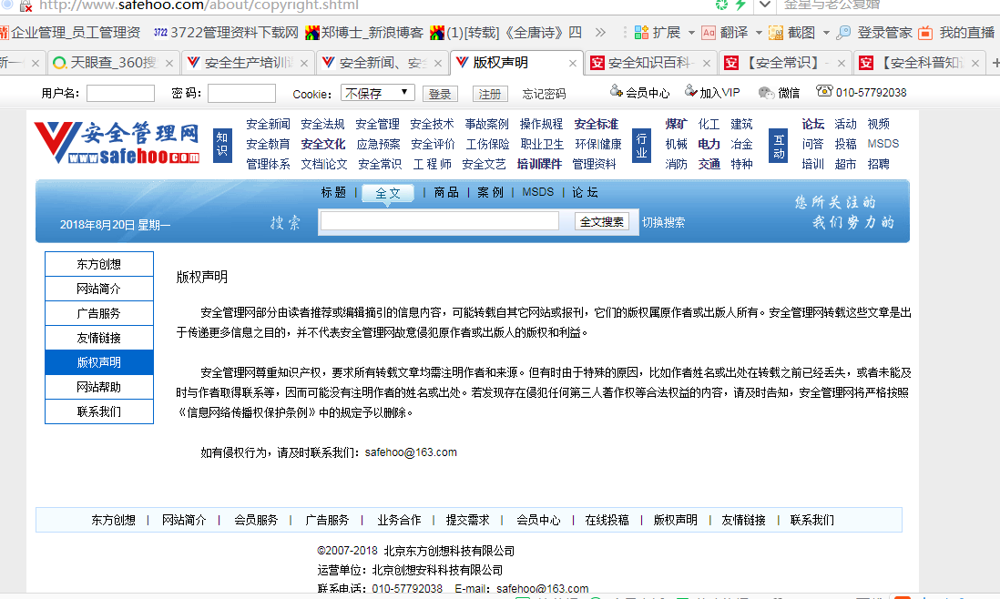 http://www.safehoo.com/about/copyright.shtml 金星与老公复婚
企业管理_员工管理资 3722 3722管理资料下载网 郑博士_新浪博客 (1)[转载]《全唐诗》四 » 扩展 Aa 翻译 截图 登录管家 我的直播
新一 × 天眼查_360搜 × 安全生产培训 × 安全新闻、安 × 版权声明 × 安 安全知识百科 × 安 【安全常识】 - × 安 【安全科普知 × +
用户名： 密 码： Cookie： 不保存 登录 注册 忘记密码 会员中心 加入VIP 微信 010-57792038
安全管理网
www.safehoo.com
知识
安全新闻 安全法规 安全管理 安全技术 事故案例 操作规程 安全标准
安全教育 安全文化 应急预案 安全评价 工伤保险 职业卫生 环保|健康
管理体系 文档|论文 安全常识 工 程 师 安全文艺 培训课件 管理资料
行业
煤矿 化工 建筑
机械 电力 冶金
消防 交通 特种
互动
论坛 活动 视频
问答 投稿 MSDS
培训 超市 招聘
标 题 | 全 文 | 商 品 | 案 例 | MSDS | 论 坛
2018年8月20日 星期一 搜 索 全文搜索 切换搜索
您所关注的
我们努力的
东方创想
网站简介
广告服务
友情链接
版权声明
网站帮助
联系我们
版权声明
安全管理网部分由读者推荐或编辑摘引的信息内容，可能转载自其它网站或报刊，它们的版权属原作者或出版人所有。安全管理网转载这些文章是出
于传递更多信息之目的，并不代表安全管理网故意侵犯原作者或出版人的版权和利益。
安全管理网尊重知识产权，要求所有转载文章均需注明作者和来源。但有时由于特殊的原因，比如作者姓名或出处在转载之前已经丢失，或者未能及
时与作者取得联系等，因而可能没有注明作者的姓名或出处。若发现存在侵犯任何第三人著作权等合法权益的内容，请及时告知，安全管理网将严格按照
《信息网络传播权保护条例》中的规定予以删除。
如有侵权行为，请及时联系我们：safehoo@163.com
东方创想 | 网站简介 | 会员服务 | 广告服务 | 业务合作 | 提交需求 | 会员中心 | 在线投稿 | 版权声明 | 友情链接 | 联系我们
©2007-2018 北京东方创想科技有限公司
运营单位：北京创想安科科技有限公司
联系电话：010-57792038 E-mail：safehoo@163.com